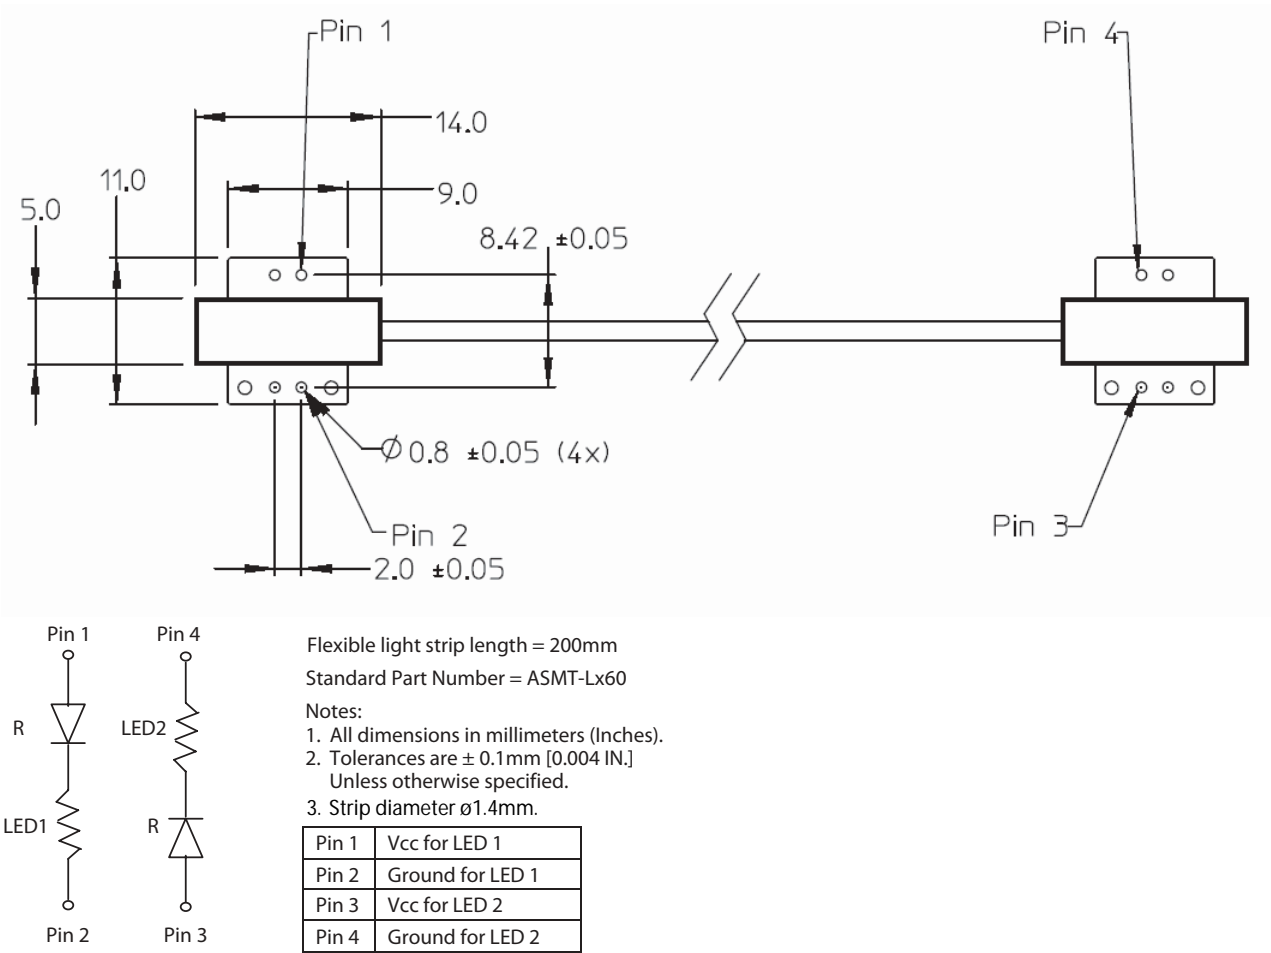 Pin 1
Pin 4
14.0
11.0
9.0
5.0
8.42 ±0.05
Ø 0.8 ±0.05 (4x)
Pin 3
Pin 2
2.0 ±0.05
Pin 1
Pin 4
R
LED2
LED1
R
Pin 2
Pin 3
Flexible light strip length = 200mm
Standard Part Number = ASMT-Lx60
Notes:
1. All dimensions in millimeters (Inches).
2. Tolerances are ± 0.1mm [0.004 IN.]
Unless otherwise specified.
3. Strip diameter ø1.4mm.
Pin 1 Vcc for LED 1
Pin 2 Ground for LED 1
Pin 3 Vcc for LED 2
Pin 4 Ground for LED 2